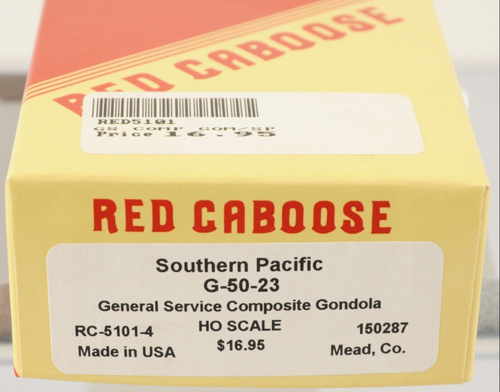 RED CABOOSE
RED5101
GS COMP GON/SP
Price 16.95
RED CABOOSE
Southern Pacific
G-50-23
General Service Composite Gondola
RC-5101-4 HO SCALE 150287
Made in USA $16.95 Mead, Co.